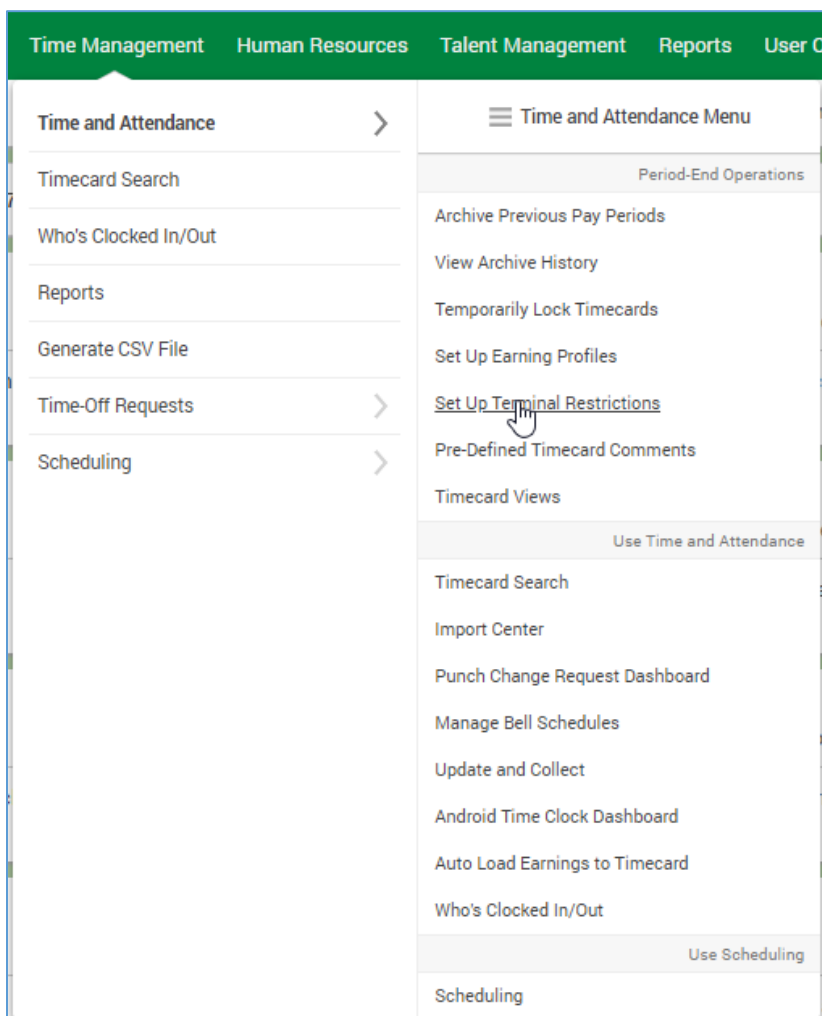 Time Management Human Resources Talent Management Reports User
Time and Attendance
Timecard Search
Who's Clocked In/Out
Reports
Generate CSV File
Time-Off Requests
Scheduling
Time and Attendance Menu
Period-End Operations
Archive Previous Pay Periods
View Archive History
Temporarily Lock Timecards
Set Up Earning Profiles
Set Up Terminal Restrictions
Pre-Defined Timecard Comments
Timecard Views
Use Time and Attendance
Timecard Search
Import Center
Punch Change Request Dashboard
Manage Bell Schedules
Update and Collect
Android Time Clock Dashboard
Auto Load Earnings to Timecard
Who's Clocked In/Out
Use Scheduling
Scheduling